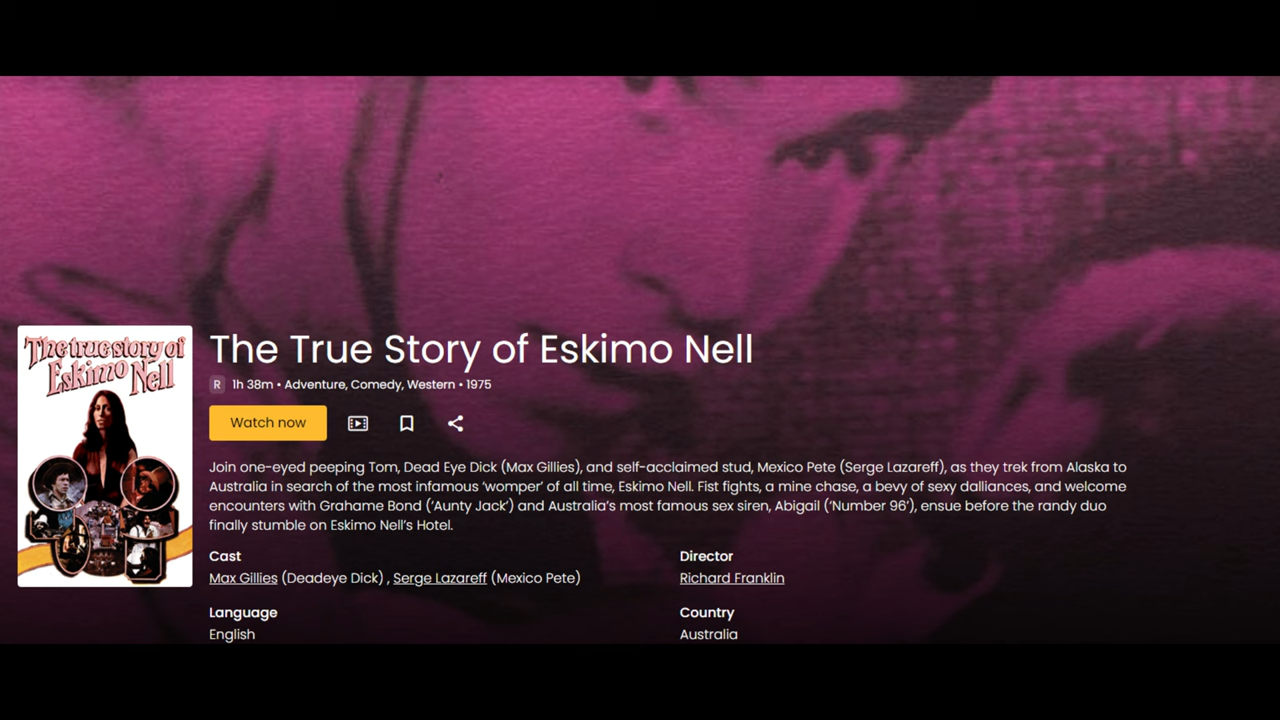 The true story of
Eskimo Nell
The True Story of Eskimo Nell
R 1h 38m • Adventure, Comedy, Western • 1975
Watch now
Join one-eyed peeping Tom, Dead Eye Dick (Max Gillies), and self-acclaimed stud, Mexico Pete (Serge Lazareff), as they trek from Alaska to
Australia in search of the most infamous ‘womper’ of all time, Eskimo Nell. Fist fights, a mine chase, a bevy of sexy dalliances, and welcome
encounters with Grahame Bond (‘Aunty Jack’) and Australia’s most famous sex siren, Abigail (‘Number 96’), ensue before the randy duo
finally stumble on Eskimo Nell’s Hotel.
Cast
Max Gillies (Deadeye Dick) , Serge Lazareff (Mexico Pete)
Director
Richard Franklin
Language
English
Country
Australia